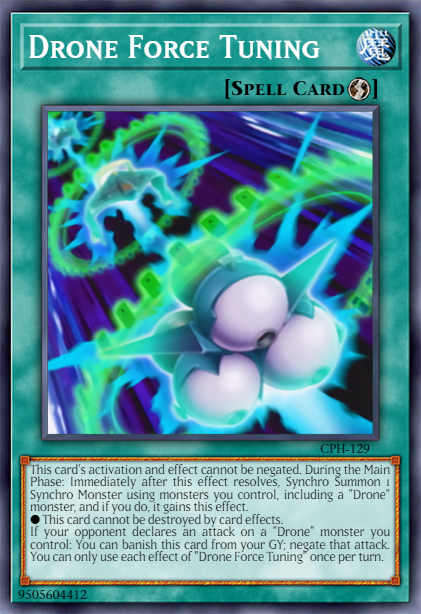 DRONE FORCE TUNING
魔
[SPELL CARD]
CPH-129
This card's activation and effect cannot be negated. During the Main
Phase: Immediately after this effect resolves, Synchro Summon 1
Synchro Monster using monsters you control, including a "Drone"
monster, and if you do, it gains this effect.
● This card cannot be destroyed by card effects.
If your opponent declares an attack on a "Drone" monster you
control: You can banish this card from your GY; negate that attack.
You can only use each effect of "Drone Force Tuning" once per turn.
9505604412